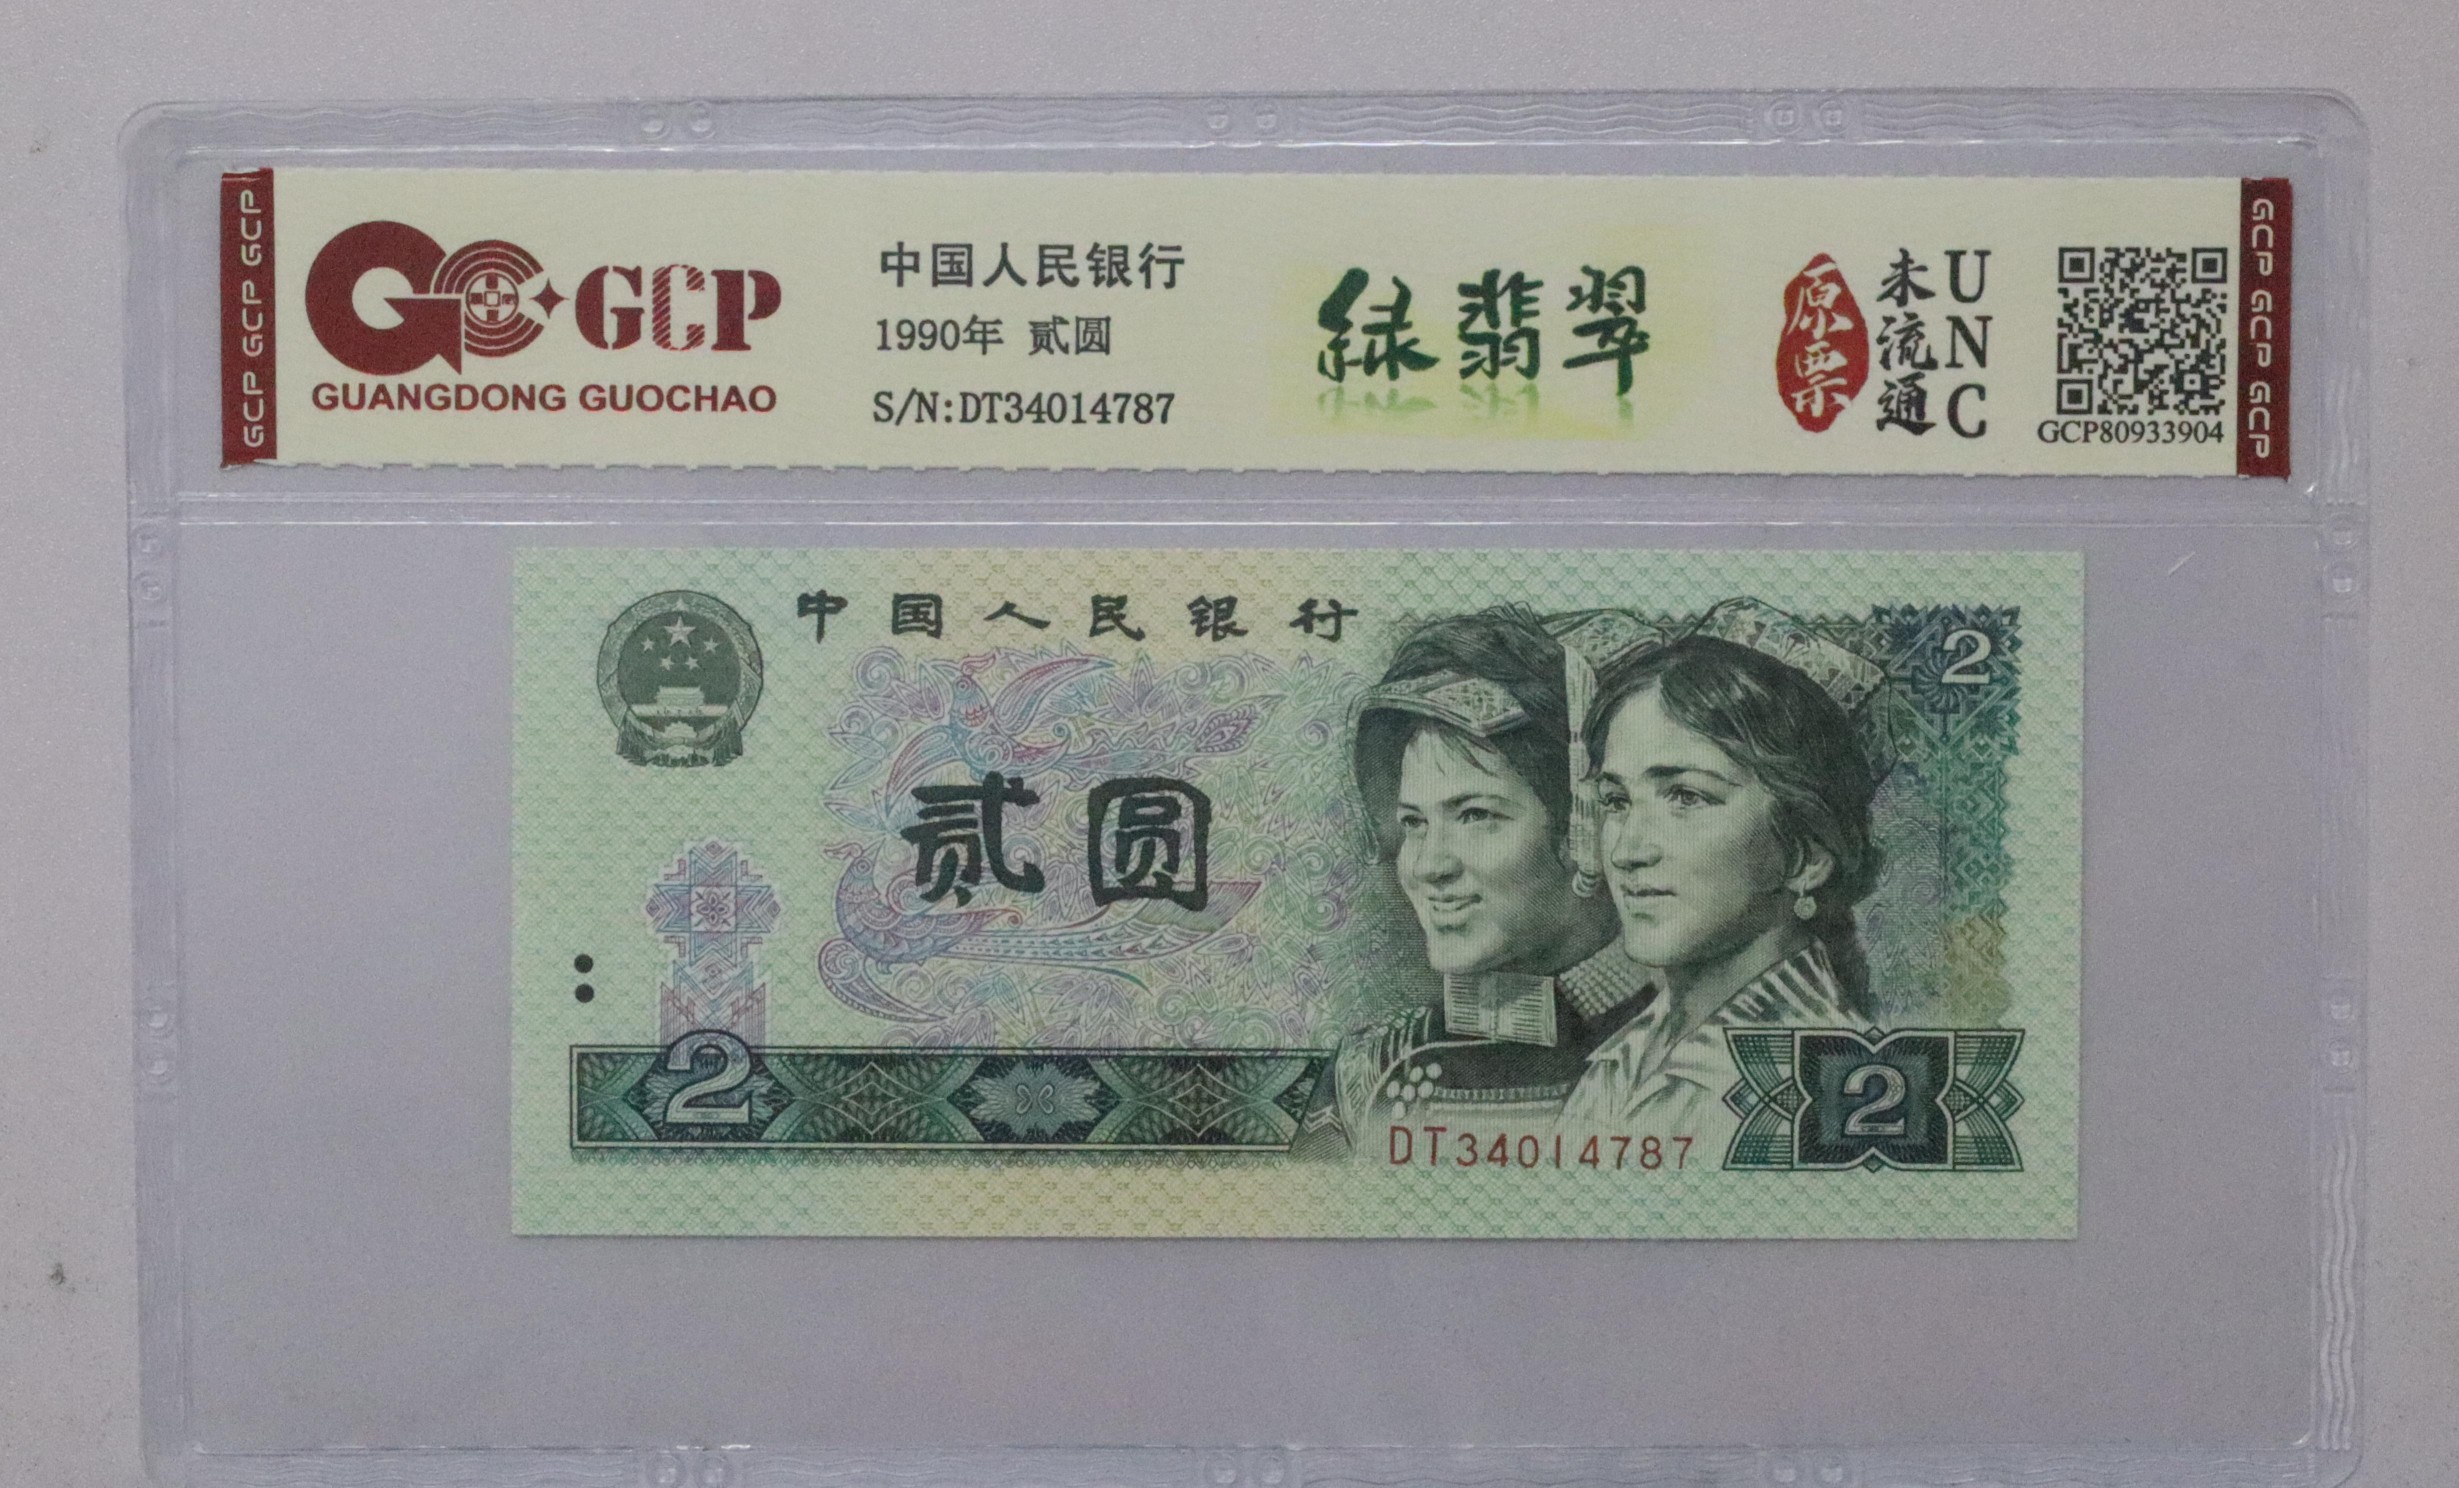 GCP GCP GCP
GCP
GUANGDONG GUOCHAO
中国人民银行
1990年 贰圆
S/N:DT34014787
绿翡翠
原票
未流通
UNC
GCP80933904
GCP GCP GCP
中国人民银行
2
贰圆
2
DT34014787
2